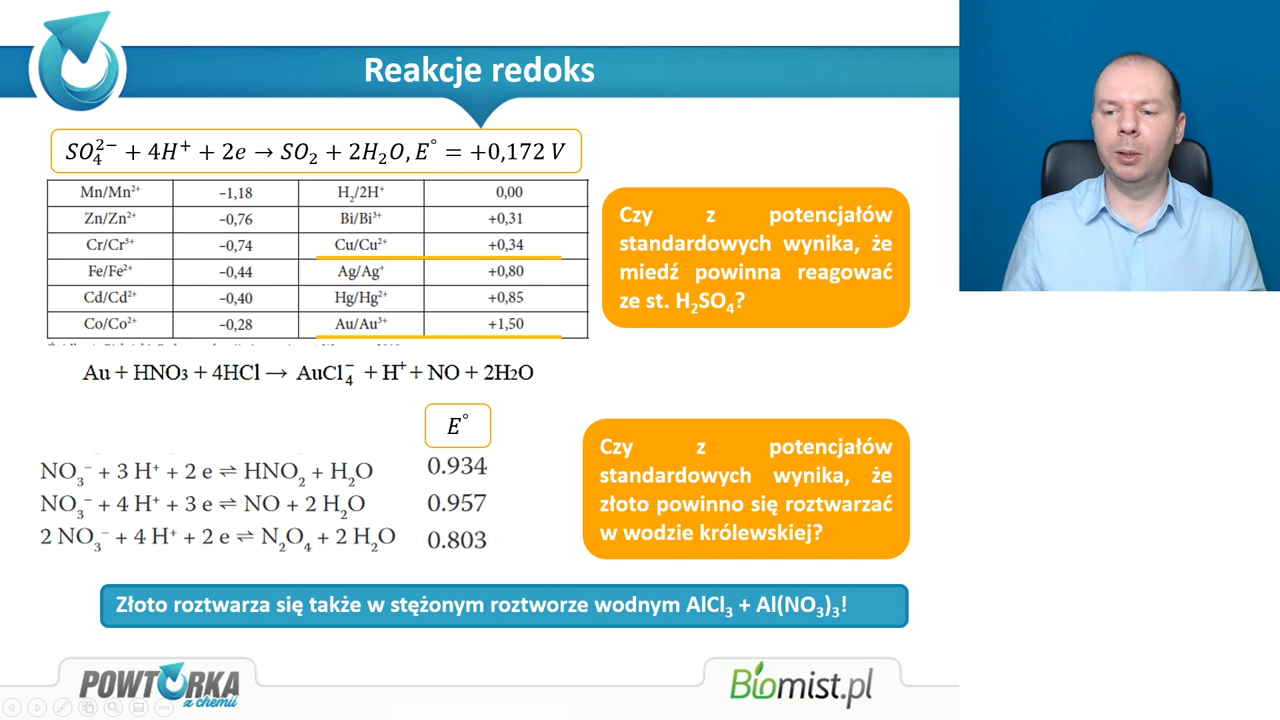 Reakcje redoks
SO₄²⁻ + 4H⁺ + 2e → SO₂ + 2H₂O, E° = +0,172 V
Mn/Mn²⁺ –1,18 H₂/2H⁺ 0,00
Zn/Zn²⁺ –0,76 Bi/Bi³⁺ +0,31
Cr/Cr³⁺ –0,74 Cu/Cu²⁺ +0,34
Fe/Fe²⁺ –0,44 Ag/Ag⁺ +0,80
Cd/Cd²⁺ –0,40 Hg/Hg²⁺ +0,85
Co/Co²⁺ –0,28 Au/Au³⁺ +1,50
Czy z potencjałów
standardowych wynika, że
miedź powinna reagować
ze st. H₂SO₄?
Au + HNO₃ + 4HCl → AuCl₄⁻ + H⁺ + NO + 2H₂O
E°
NO₃⁻ + 3 H⁺ + 2 e ⇌ HNO₂ + H₂O 0.934
NO₃⁻ + 4 H⁺ + 3 e ⇌ NO + 2 H₂O 0.957
2 NO₃⁻ + 4 H⁺ + 2 e ⇌ N₂O₄ + 2 H₂O 0.803
Czy z potencjałów
standardowych wynika, że
złoto powinno się roztwarzać
w wodzie królewskiej?
Złoto roztwarza się także w stężonym roztworze wodnym AlCl₃ + Al(NO₃)₃!
POWTÓRKA
z chemii
Biomist.pl